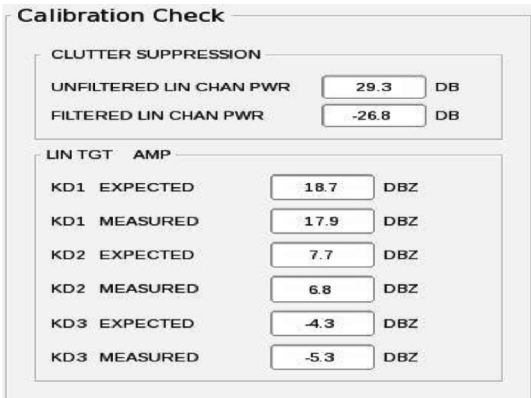 Calibration Check
CLUTTER SUPPRESSION
UNFILTERED LIN CHAN PWR 29.3 DB
FILTERED LIN CHAN PWR -26.8 DB
LIN TGT AMP
KD1 EXPECTED 18.7 DBZ
KD1 MEASURED 17.9 DBZ
KD2 EXPECTED 7.7 DBZ
KD2 MEASURED 6.8 DBZ
KD3 EXPECTED -4.3 DBZ
KD3 MEASURED -5.3 DBZ